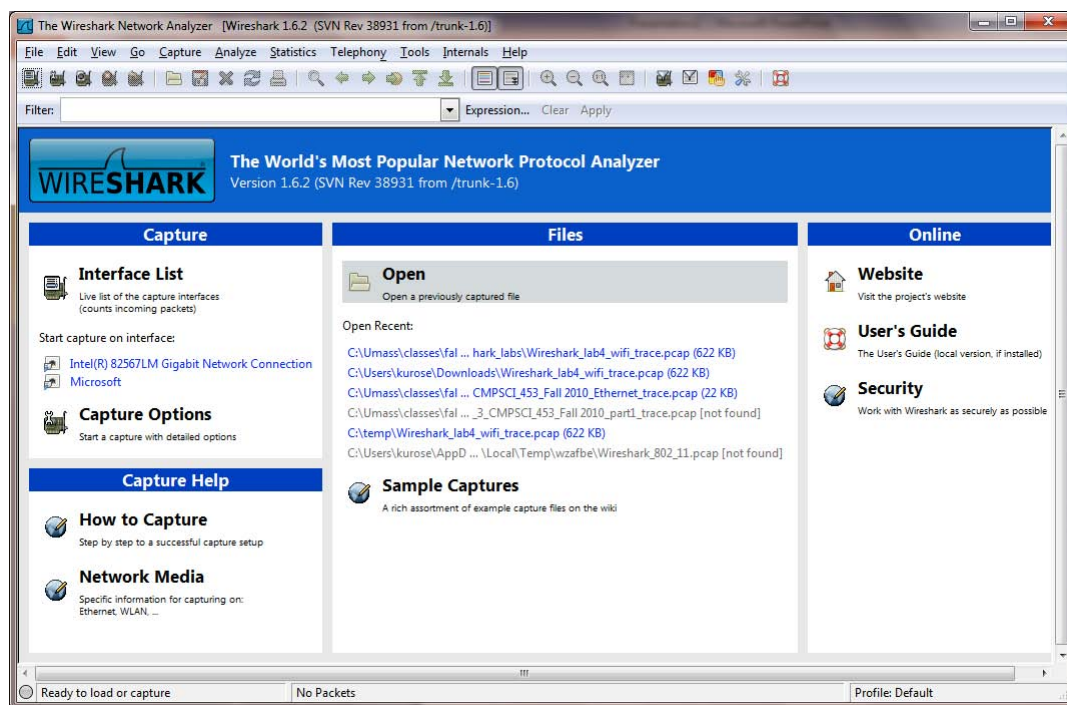 The Wireshark Network Analyzer [Wireshark 1.6.2 (SVN Rev 38931 from /trunk-1.6)]
File Edit View Go Capture Analyze Statistics Telephony Tools Internals Help
Filter: Expression... Clear Apply
WIRESHARK
The World's Most Popular Network Protocol Analyzer
Version 1.6.2 (SVN Rev 38931 from /trunk-1.6)
Capture
Interface List
Live list of the capture interfaces
(counts incoming packets)
Start capture on interface:
Intel(R) 82567LM Gigabit Network Connection
Microsoft
Capture Options
Start a capture with detailed options
Capture Help
How to Capture
Step by step to a successful capture setup
Network Media
Specific information for capturing on:
Ethernet, WLAN, ...
Files
Open
Open a previously captured file
Open Recent:
C:\Umass\classes\fal ... hark_labs\Wireshark_lab4_wifi_trace.pcap (622 KB)
C:\Users\kurose\Downloads\Wireshark_lab4_wifi_trace.pcap (622 KB)
C:\Umass\classes\fal ... CMPSCI_453_Fall 2010_Ethernet_trace.pcap (22 KB)
C:\Umass\classes\fal ... _3_CMPSCI_453_Fall 2010_part1_trace.pcap [not found]
C:\temp\Wireshark_lab4_wifi_trace.pcap (622 KB)
C:\Users\kurose\AppD ... \Local\Temp\wzafbe\Wireshark_802_11.pcap [not found]
Sample Captures
A rich assortment of example capture files on the wiki
Online
Website
Visit the project's website
User's Guide
The User's Guide (local version, if installed)
Security
Work with Wireshark as securely as possible
Ready to load or capture
No Packets
Profile: Default